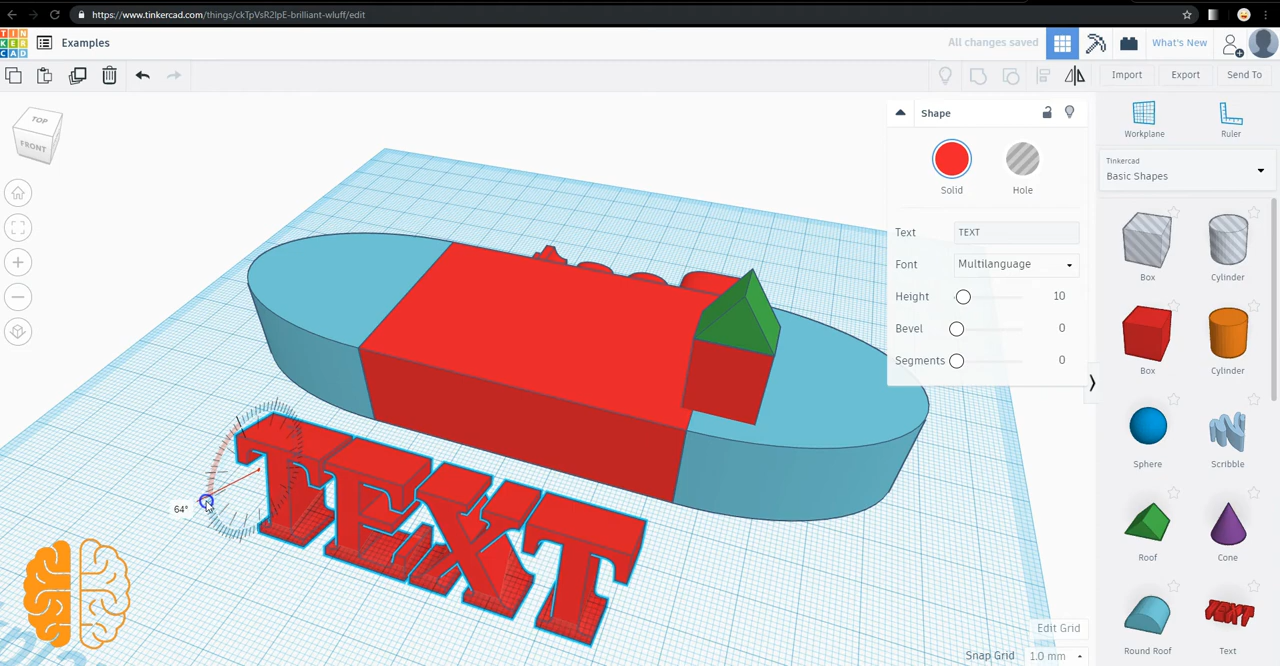 https://www.tinkercad.com/things/ckTpVsR2lpE-brilliant-wluff/edit
TIN
KER
CAD
Examples
All changes saved
What's New
Import
Export
Send To
TOP
FRONT
Shape
Solid
Hole
Text
TEXT
Font
Multilanguage
Height
10
Bevel
0
Segments
0
Workplane
Ruler
Tinkercad
Basic Shapes
Box
Cylinder
Box
Cylinder
Sphere
Scribble
Roof
Cone
TEXT
Round Roof
Text
64°
TEXT
Edit Grid
Snap Grid
1.0 mm